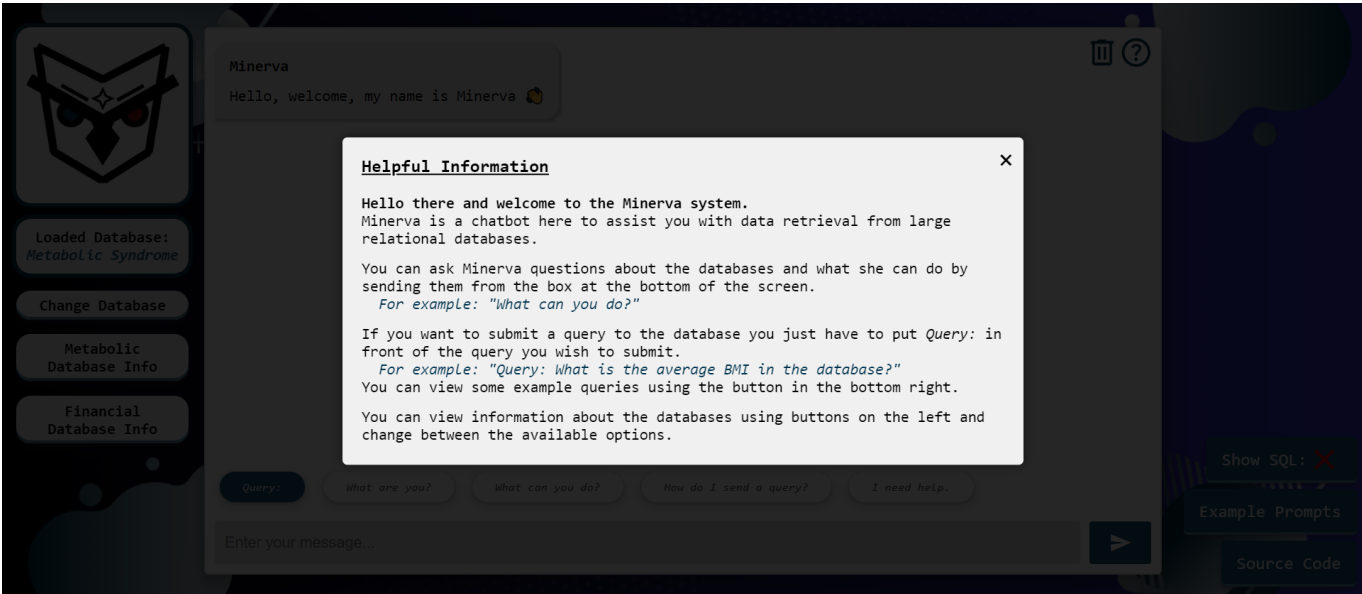 Minerva
Hello, welcome, my name is Minerva 👋
Helpful Information
Hello there and welcome to the Minerva system.
Minerva is a chatbot here to assist you with data retrieval from large
relational databases.
You can ask Minerva questions about the databases and what she can do by
sending them from the box at the bottom of the screen.
For example: "What can you do?"
If you want to submit a query to the database you just have to put Query: in
front of the query you wish to submit.
For example: "Query: What is the average BMI in the database?"
You can view some example queries using the button in the bottom right.
You can view information about the databases using buttons on the left and
change between the available options.
Loaded Database:
Metabolic Syndrome
Change Database
Metabolic
Database Info
Financial
Database Info
Query:
What are you?
What can you do?
How do I send a query?
I need help.
Enter your message...
Show SQL: ❌
Example Prompts
Source Code